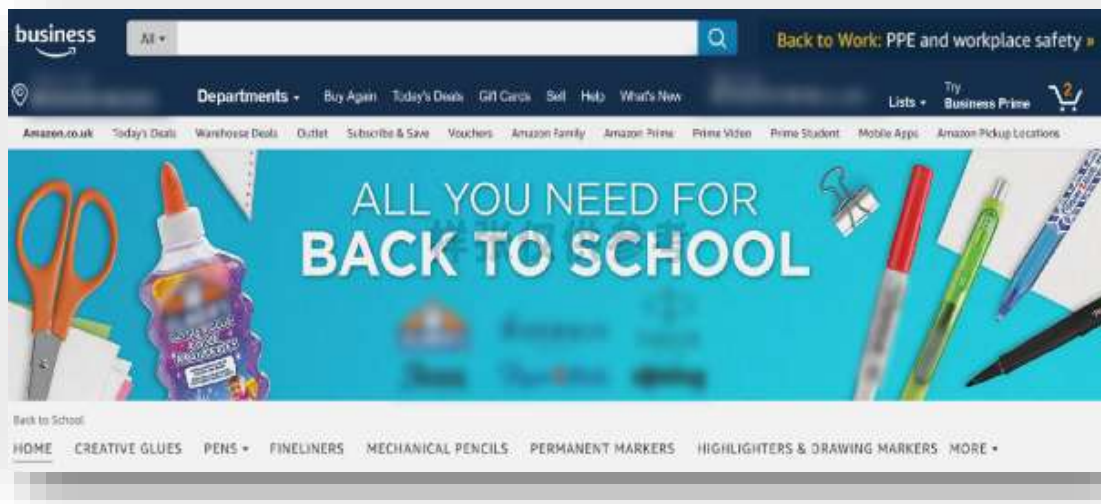 business
All
Back to Work: PPE and workplace safety »
Departments
Buy Again Today's Deals Gift Cards Sell Help What's New
Lists
Try
Business Prime
2
Amazon.co.uk Today's Deals Warehouse Deals Outlet Subscribe & Save Vouchers Amazon Family Amazon Prime Prime Video Prime Student Mobile Apps Amazon Pickup Locations
ALL YOU NEED FOR
BACK TO SCHOOL
Back to School
HOME CREATIVE GLUES PENS FINELINERS MECHANICAL PENCILS PERMANENT MARKERS HIGHLIGHTERS & DRAWING MARKERS MORE